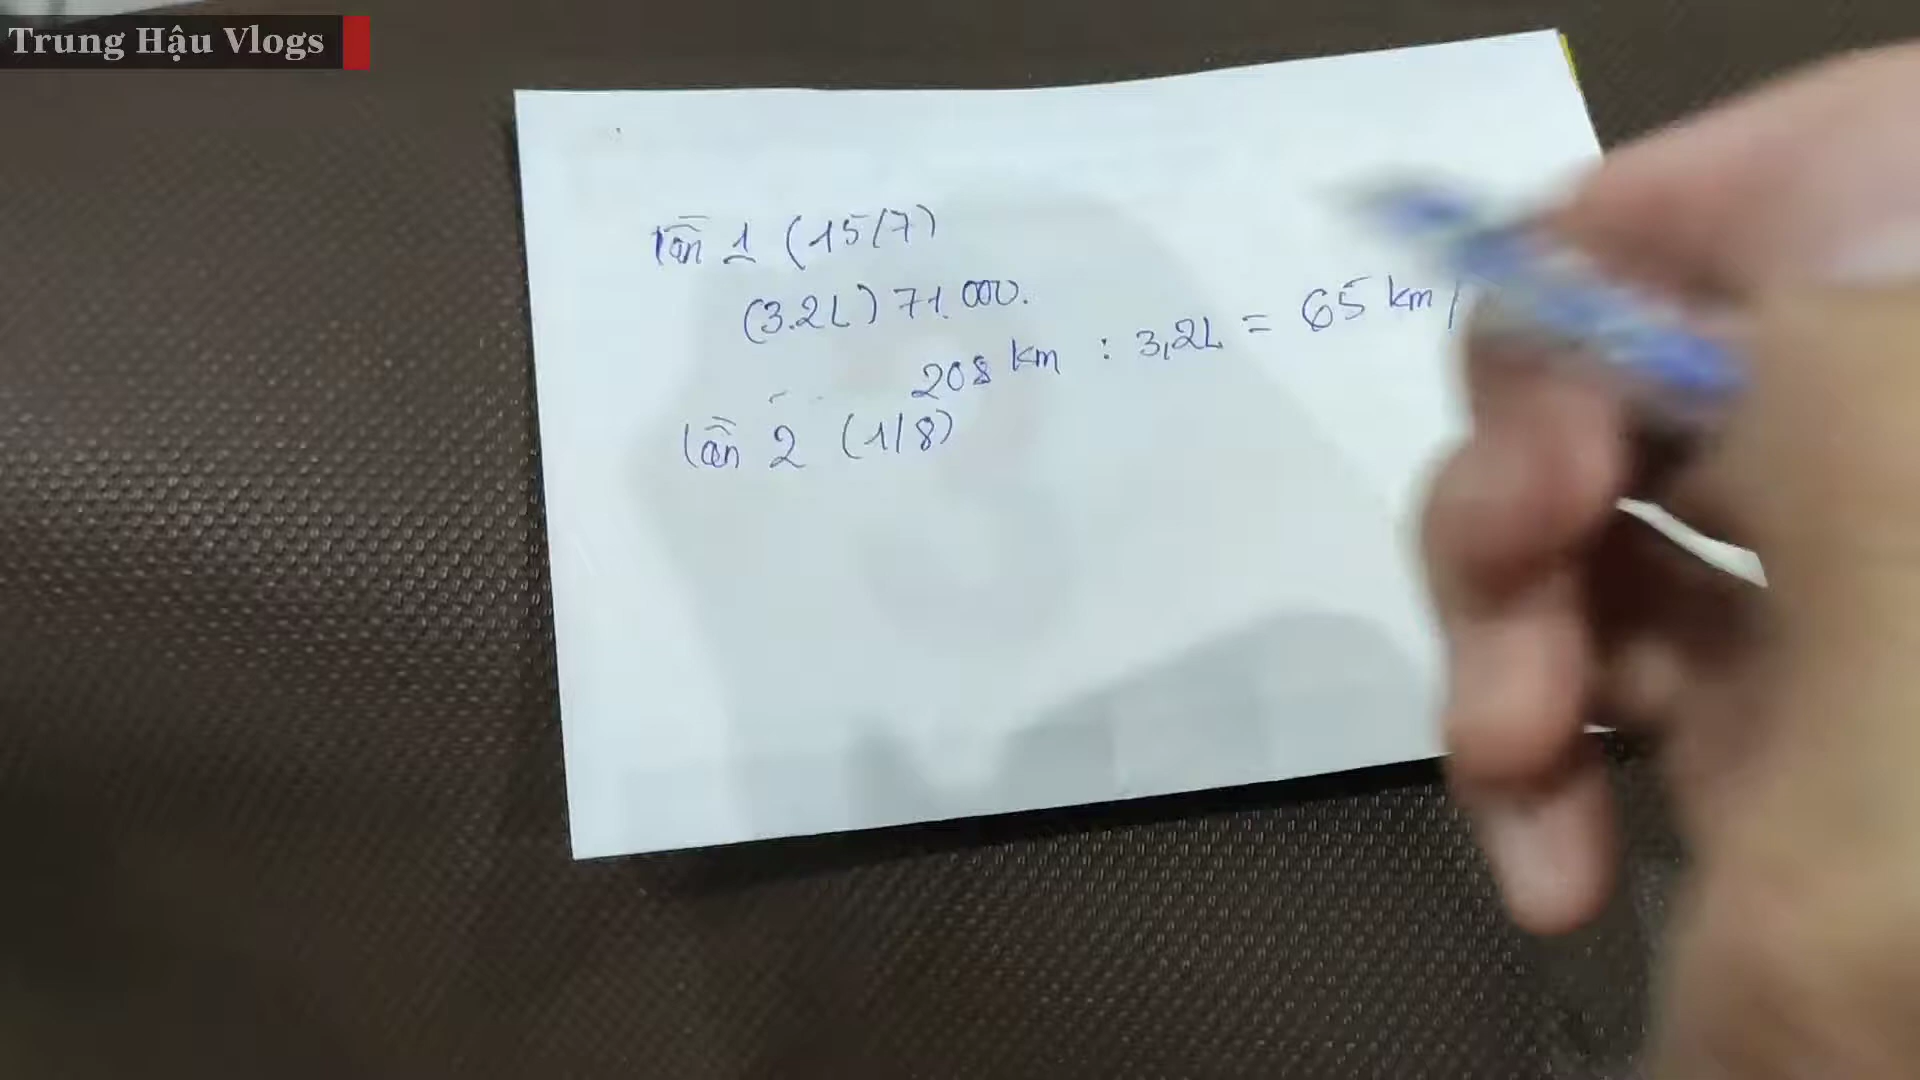 Trung Hậu Vlogs
lần 1 (15/7)
(3.2L) 71.000.
208 km : 3,2L = 65 km/
lần 2 (1/8)